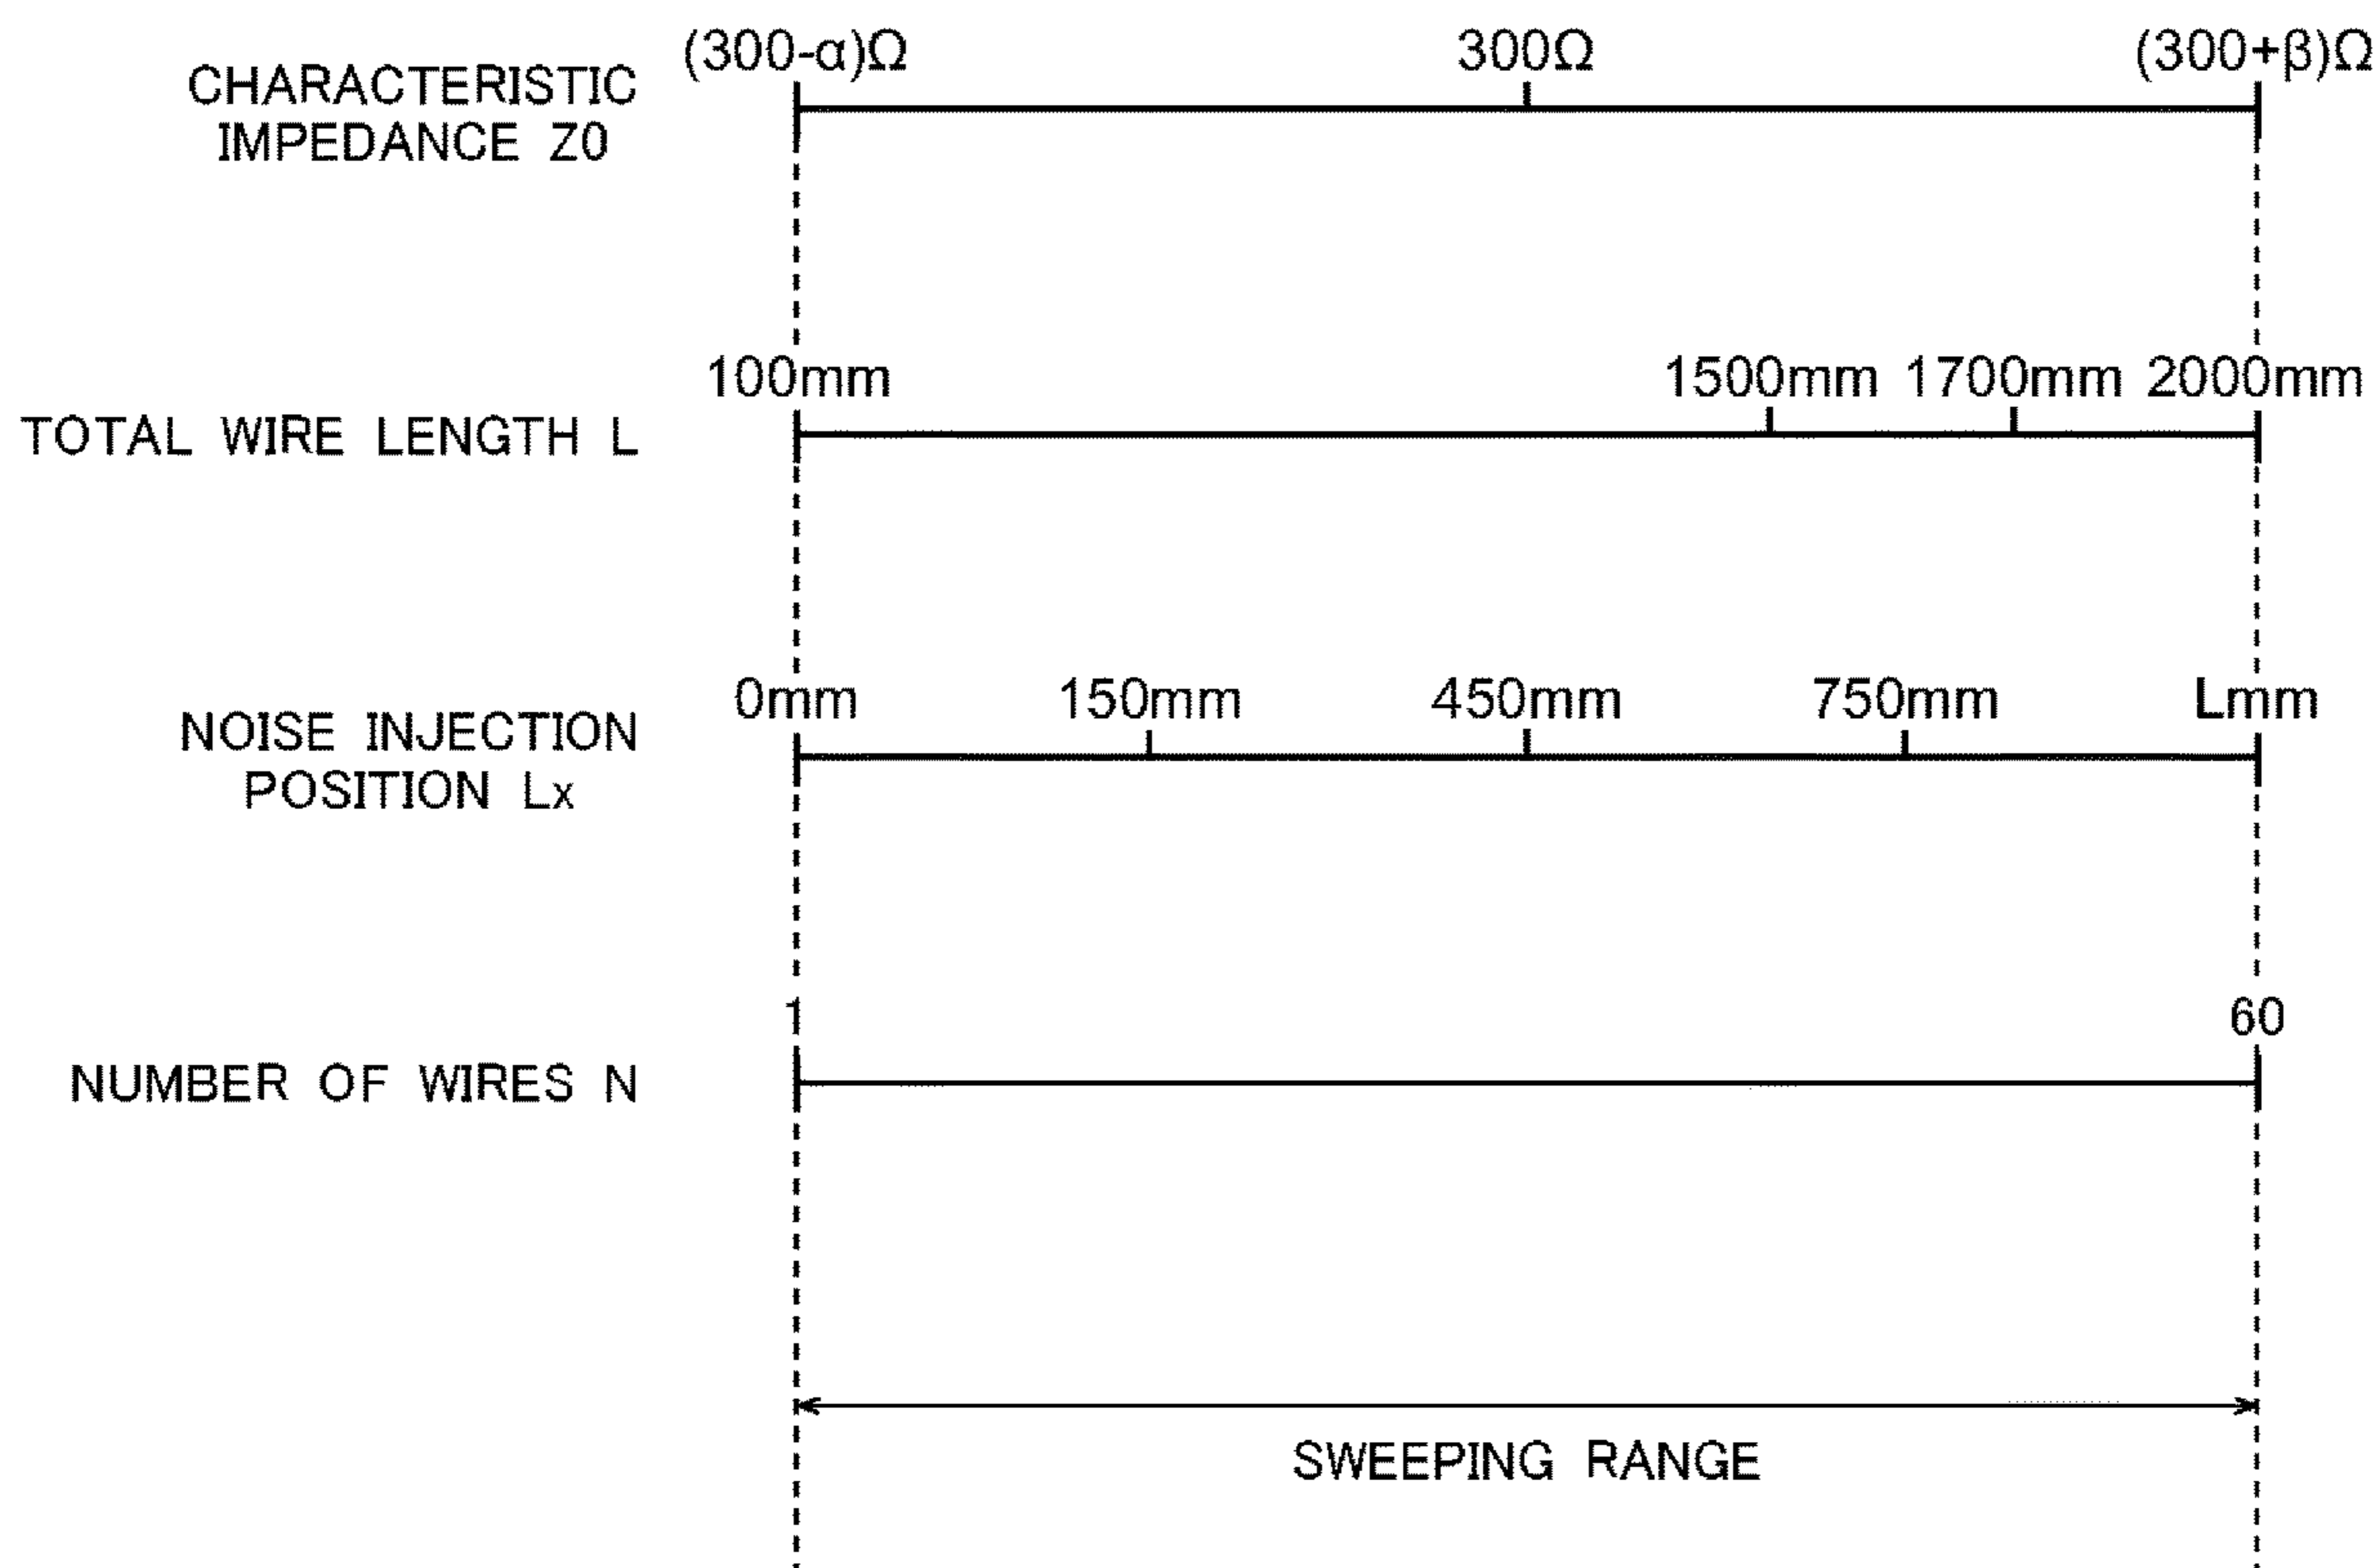 (300-α)Ω 300Ω (300+β)Ω
CHARACTERISTIC
IMPEDANCE Z0
100mm 1500mm 1700mm 2000mm
TOTAL WIRE LENGTH L
0mm 150mm 450mm 750mm Lmm
NOISE INJECTION
POSITION Lx
1 60
NUMBER OF WIRES N
SWEEPING RANGE